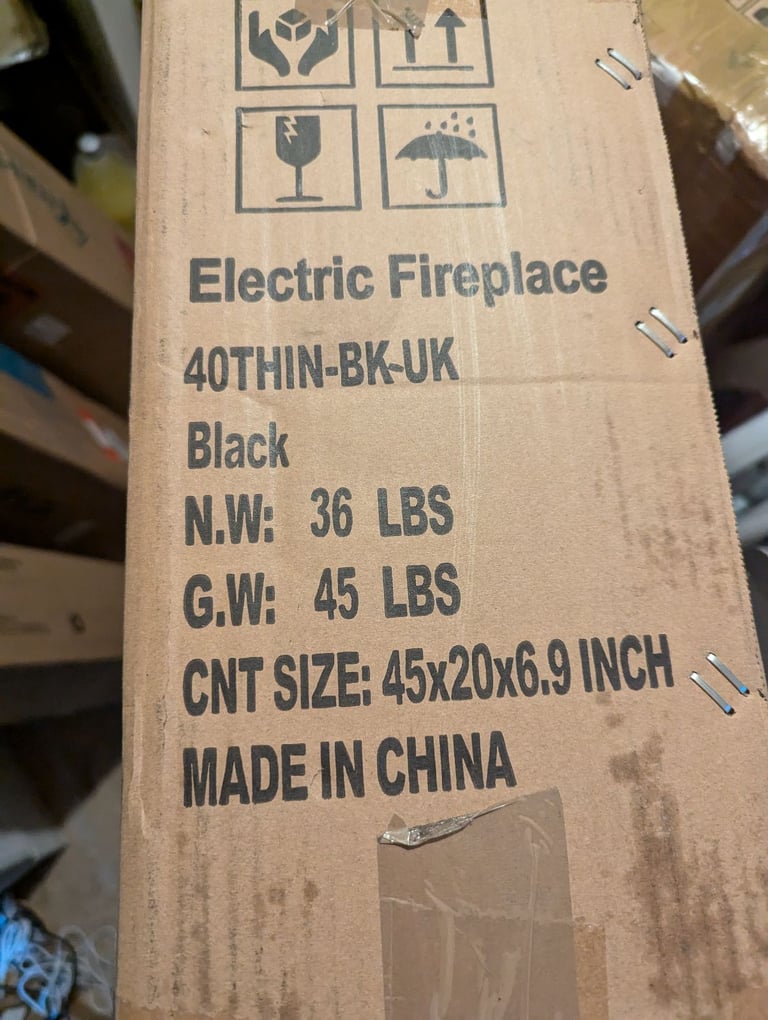 Electric Fireplace
40THIN-BK-UK
Black
N.W: 36 LBS
G.W: 45 LBS
CNT SIZE: 45x20x6.9 INCH
MADE IN CHINA